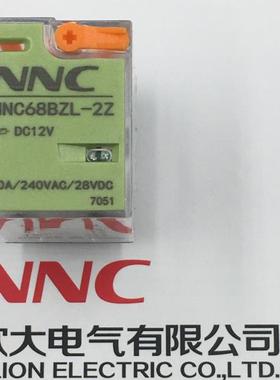 NNC
NNC68BZL-2Z
DC12V
0A/240VAC/28VDC
7051
NNC
欠大电气有限公司
LION ELECTRIC CO.